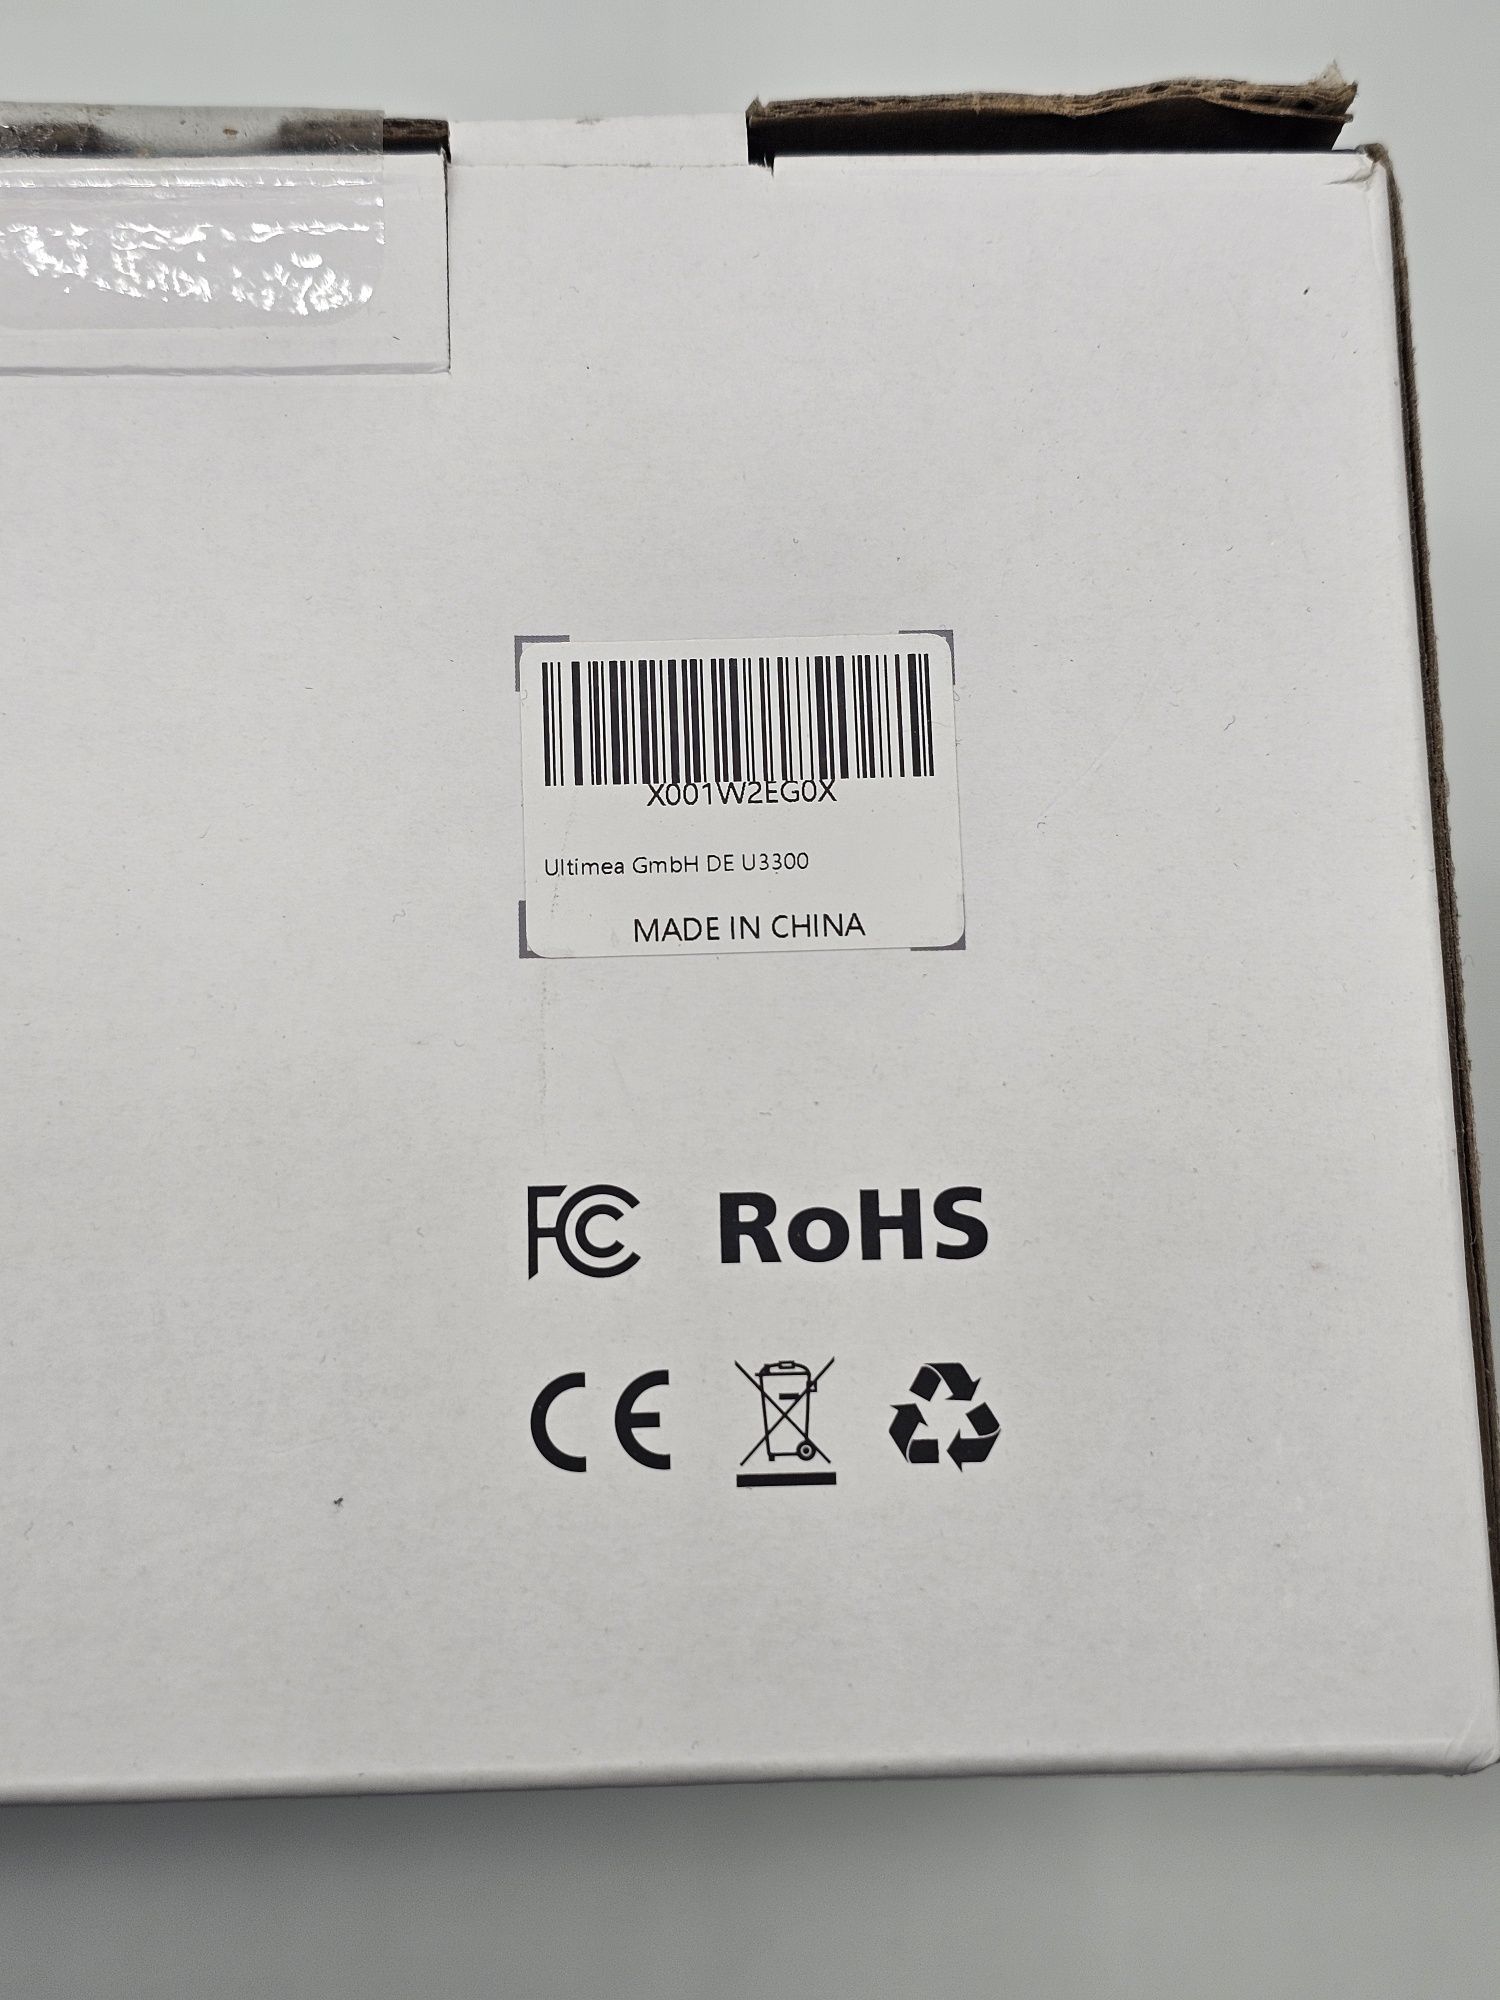 X001W2EG0X
Ultimea GmbH DE U3300
MADE IN CHINA
FC RoHS
CE